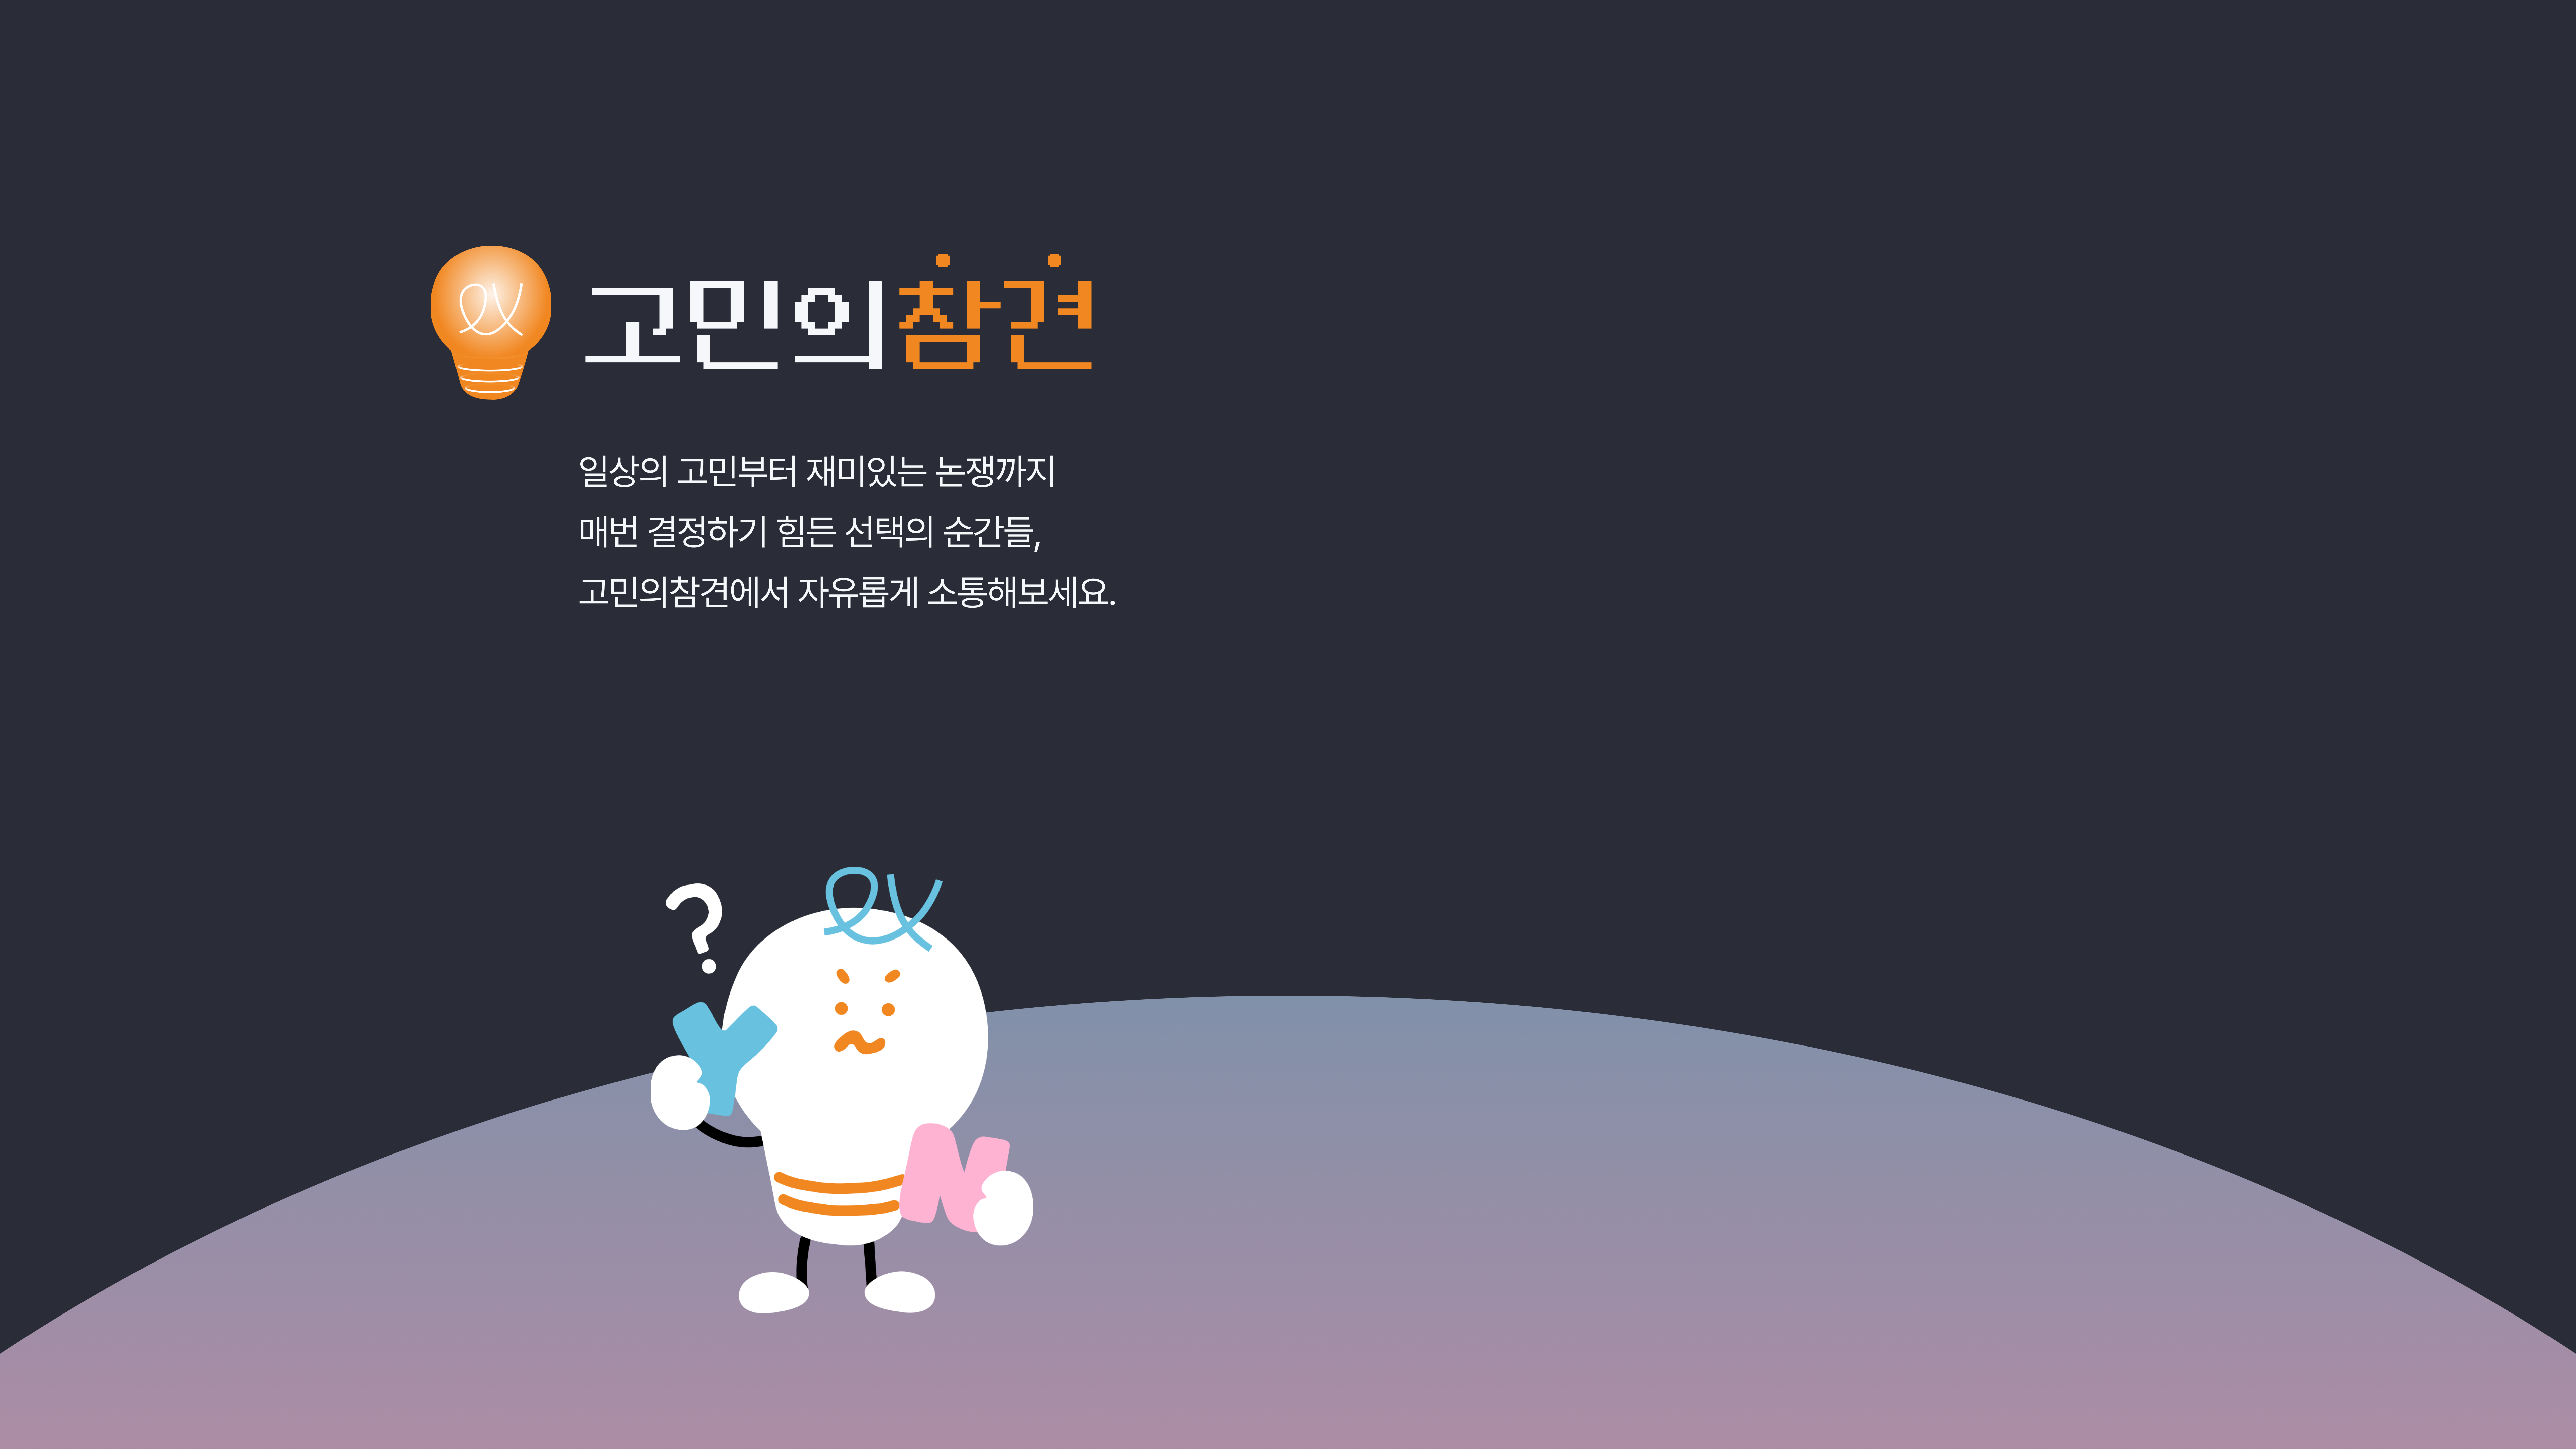 고민의참견
일상의 고민부터 재미있는 논쟁까지
매번 결정하기 힘든 선택의 순간들,
고민의참견에서 자유롭게 소통해보세요.
?
Y
N